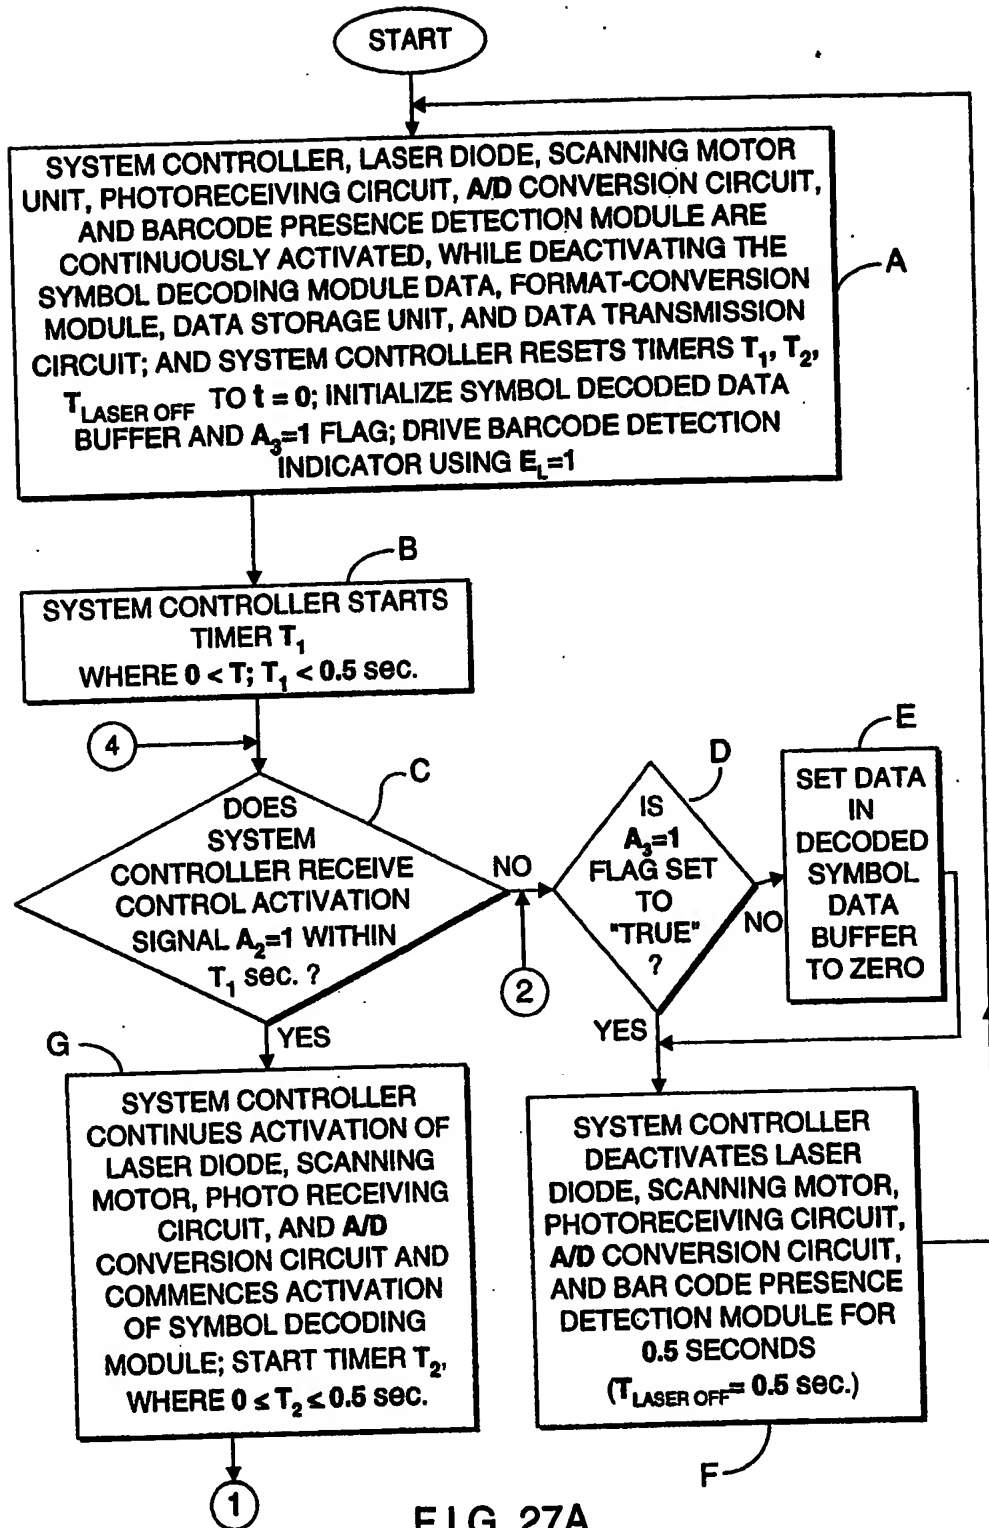 START
SYSTEM CONTROLLER, LASER DIODE, SCANNING MOTOR
UNIT, PHOTORECEIVING CIRCUIT, A/D CONVERSION CIRCUIT,
AND BARCODE PRESENCE DETECTION MODULE ARE
CONTINUOUSLY ACTIVATED, WHILE DEACTIVATING THE
SYMBOL DECODING MODULE DATA, FORMAT-CONVERSION
MODULE, DATA STORAGE UNIT, AND DATA TRANSMISSION
CIRCUIT; AND SYSTEM CONTROLLER RESETS TIMERS T1, T2,
TLASER OFF TO t = 0; INITIALIZE SYMBOL DECODED DATA
BUFFER AND A3=1 FLAG; DRIVE BARCODE DETECTION
INDICATOR USING EL=1
A
B
SYSTEM CONTROLLER STARTS
TIMER T1
WHERE 0 < T; T1 < 0.5 sec.
4
C
DOES
SYSTEM
CONTROLLER RECEIVE
CONTROL ACTIVATION
SIGNAL A2=1 WITHIN
T1 sec. ?
NO
2
YES
D
IS
A3=1
FLAG SET
TO
"TRUE"
?
NO
YES
E
SET DATA
IN
DECODED
SYMBOL
DATA
BUFFER
TO ZERO
G
SYSTEM CONTROLLER
CONTINUES ACTIVATION OF
LASER DIODE, SCANNING
MOTOR, PHOTO RECEIVING
CIRCUIT, AND A/D
CONVERSION CIRCUIT AND
COMMENCES ACTIVATION
OF SYMBOL DECODING
MODULE; START TIMER T2,
WHERE 0 ≤ T2 ≤ 0.5 sec.
1
SYSTEM CONTROLLER
DEACTIVATES LASER
DIODE, SCANNING MOTOR,
PHOTORECEIVING CIRCUIT,
A/D CONVERSION CIRCUIT,
AND BAR CODE PRESENCE
DETECTION MODULE FOR
0.5 SECONDS
(TLASER OFF= 0.5 sec.)
F
FIG. 27A